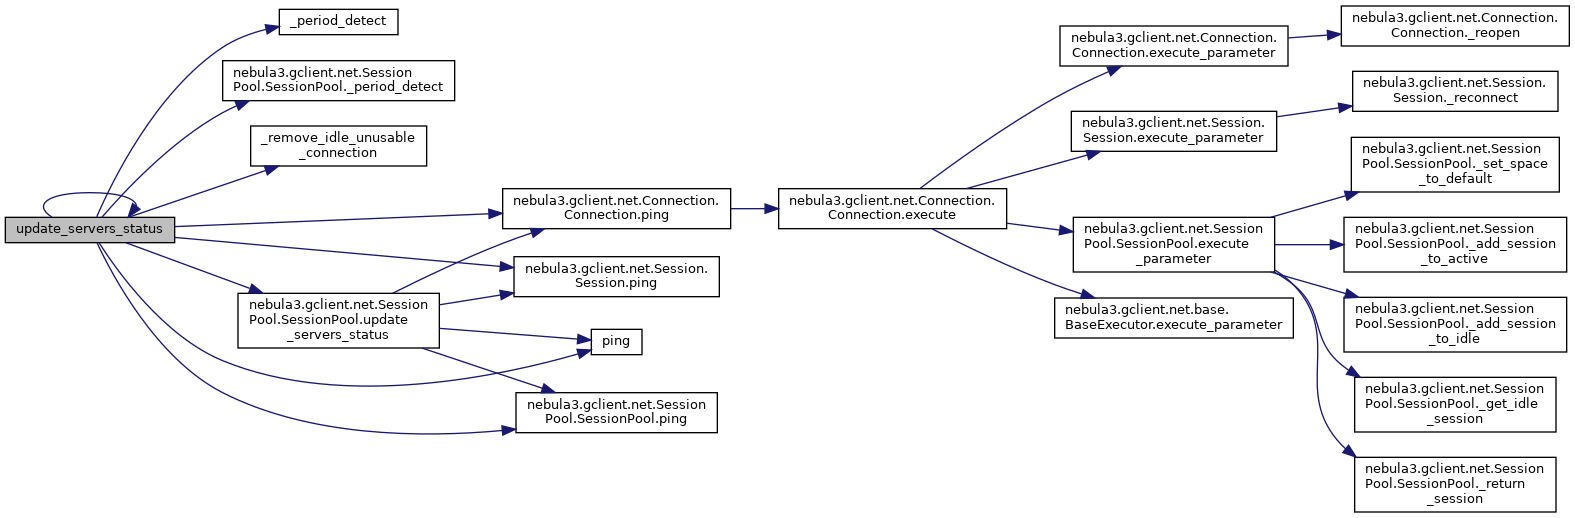 update_servers_status
_period_detect
nebula3.gclient.net.Session
Pool.SessionPool._period_detect
_remove_idle_unusable
_connection
nebula3.gclient.net.Session
Pool.SessionPool.update
_servers_status
nebula3.gclient.net.Connection.
Connection.ping
nebula3.gclient.net.Session.
Session.ping
ping
nebula3.gclient.net.Session
Pool.SessionPool.ping
nebula3.gclient.net.Connection.
Connection.execute
nebula3.gclient.net.Connection.
Connection.execute_parameter
nebula3.gclient.net.Session.
Session.execute_parameter
nebula3.gclient.net.Session
Pool.SessionPool.execute
_parameter
nebula3.gclient.net.base.
BaseExecutor.execute_parameter
nebula3.gclient.net.Connection.
Connection._reopen
nebula3.gclient.net.Session.
Session._reconnect
nebula3.gclient.net.Session
Pool.SessionPool._set_space
_to_default
nebula3.gclient.net.Session
Pool.SessionPool._add_session
_to_active
nebula3.gclient.net.Session
Pool.SessionPool._add_session
_to_idle
nebula3.gclient.net.Session
Pool.SessionPool._get_idle
_session
nebula3.gclient.net.Session
Pool.SessionPool._return
_session